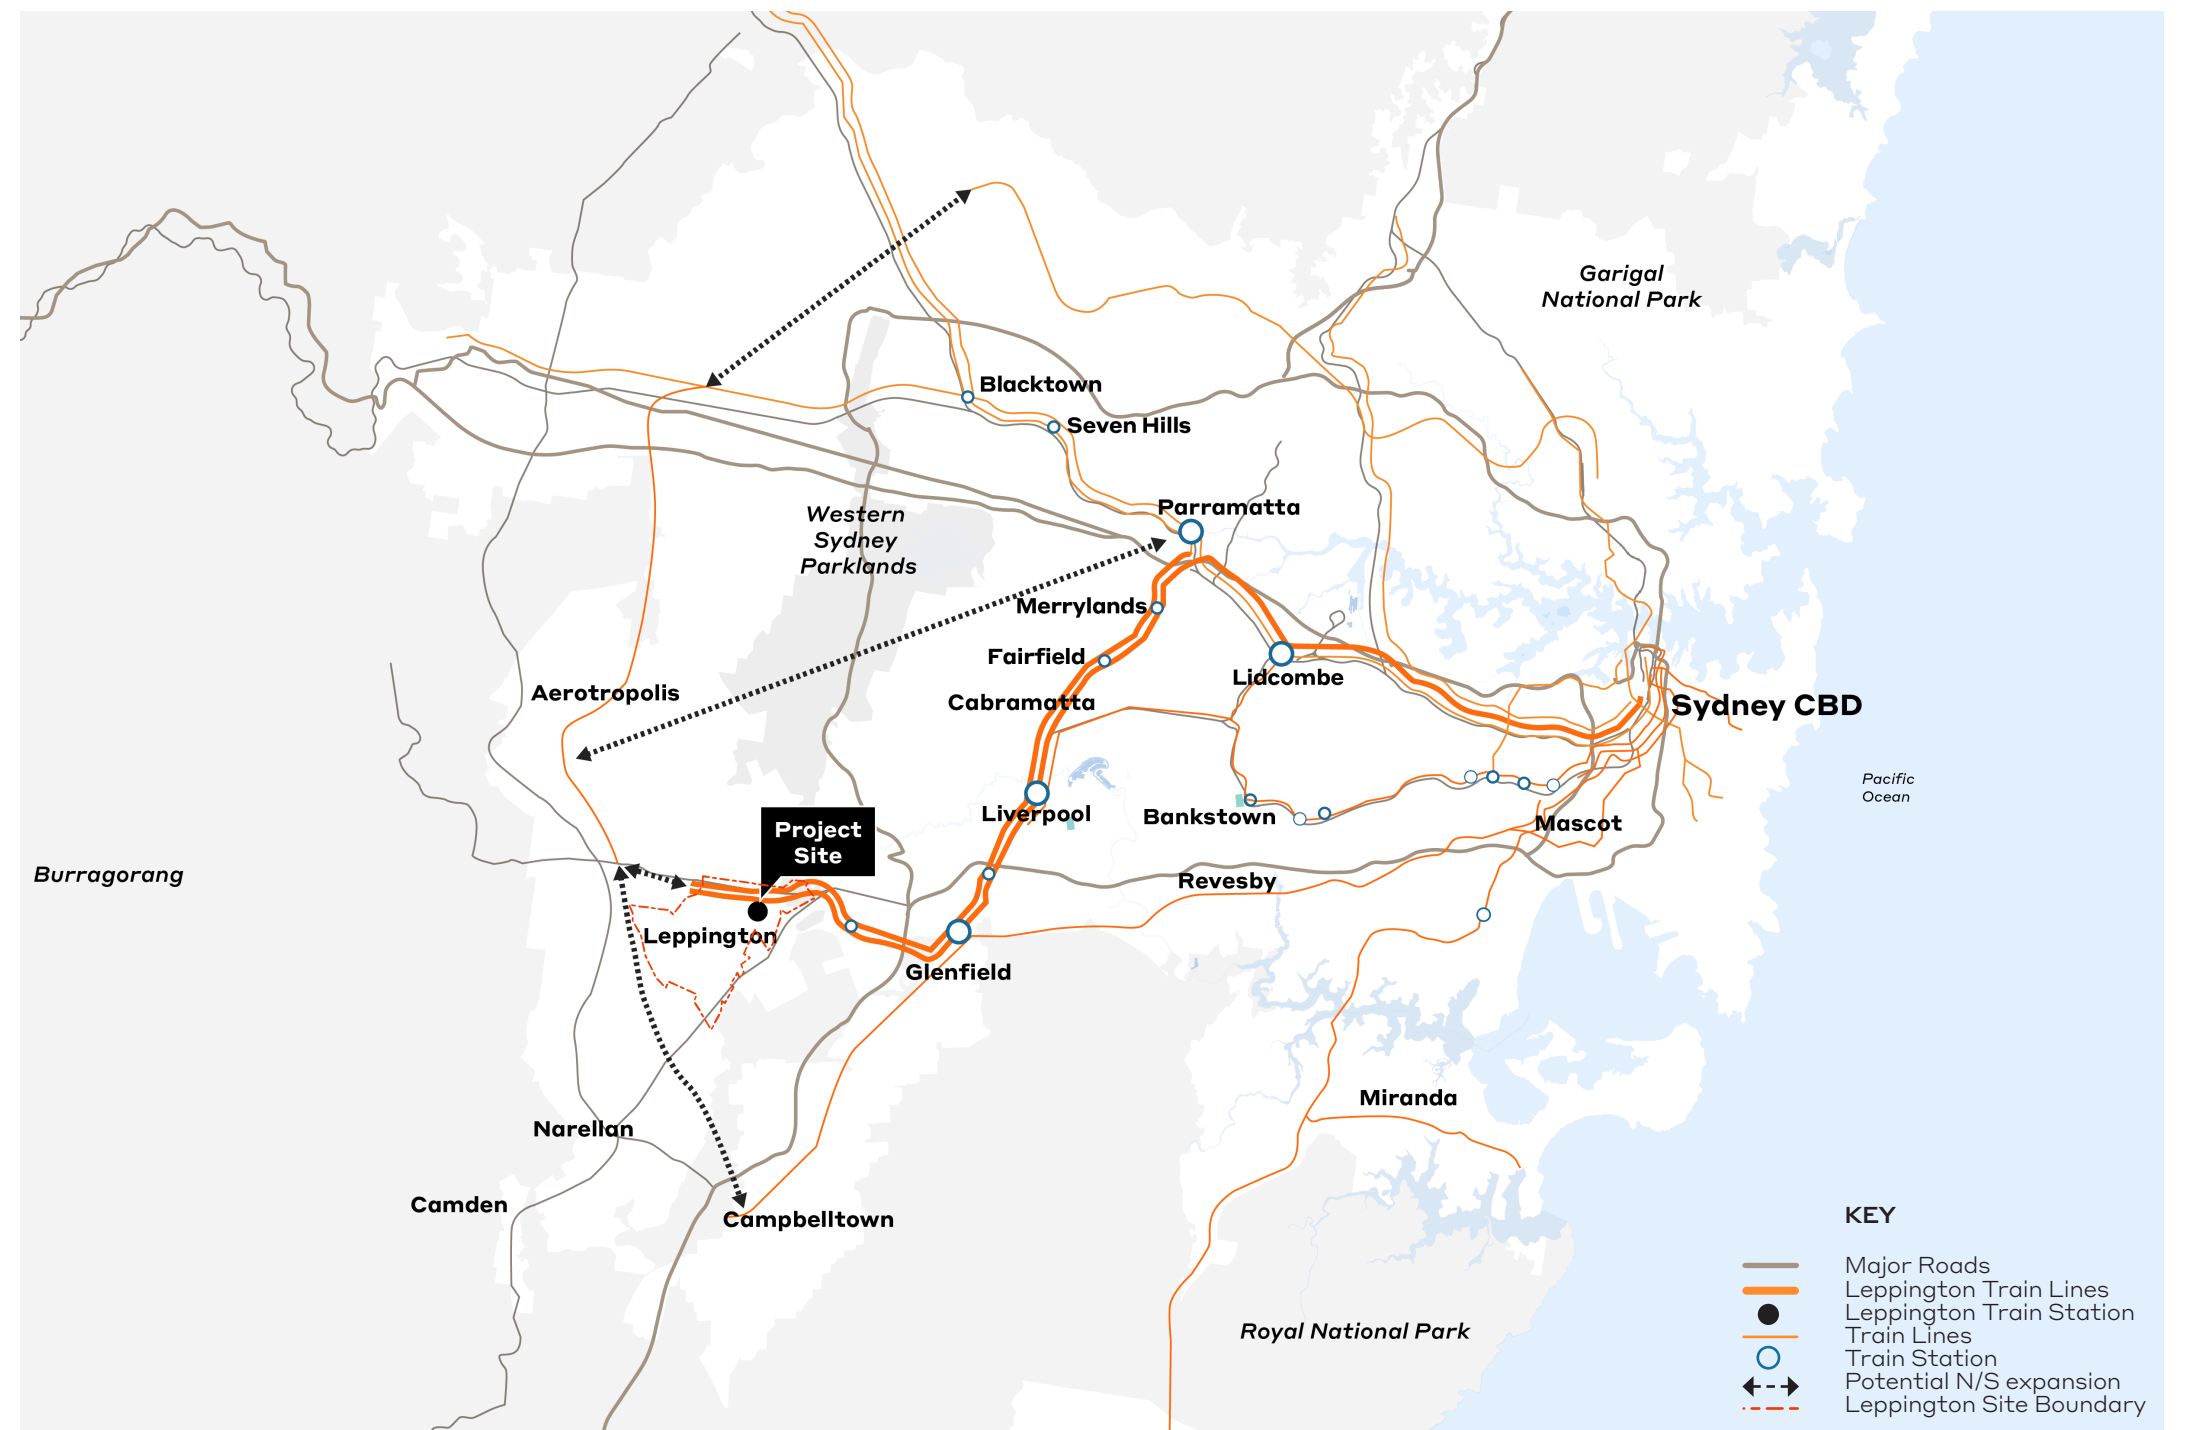 Garigal
National Park
Blacktown
Seven Hills
Parramatta
Western
Sydney
Parklands
Merrylands
Fairfield
Lidcombe
Aerotropolis
Cabramatta
Sydney CBD
Pacific
Ocean
Liverpool
Bankstown
Mascot
Project
Site
Burragorang
Revesby
Leppington
Glenfield
Miranda
Narellan
Camden
Campbelltown
Royal National Park
KEY
Major Roads
Leppington Train Lines
Leppington Train Station
Train Lines
Train Station
Potential N/S expansion
Leppington Site Boundary